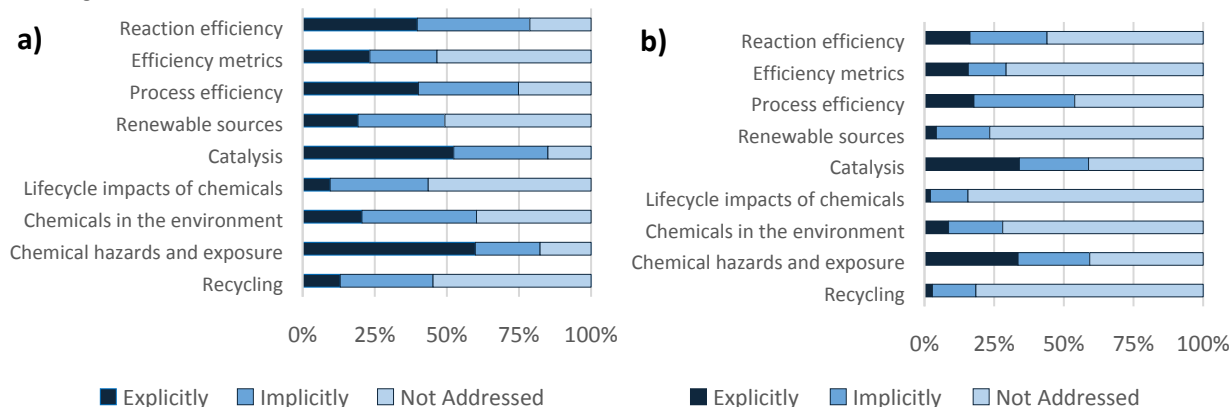 a)
Reaction efficiency
Efficiency metrics
Process efficiency
Renewable sources
Catalysis
Lifecycle impacts of chemicals
Chemicals in the environment
Chemical hazards and exposure
Recycling
0% 25% 50% 75% 100%
Explicitly Implicitly Not Addressed
b)
Reaction efficiency
Efficiency metrics
Process efficiency
Renewable sources
Catalysis
Lifecycle impacts of chemicals
Chemicals in the environment
Chemical hazards and exposure
Recycling
0% 25% 50% 75% 100%
Explicitly Implicitly Not Addressed